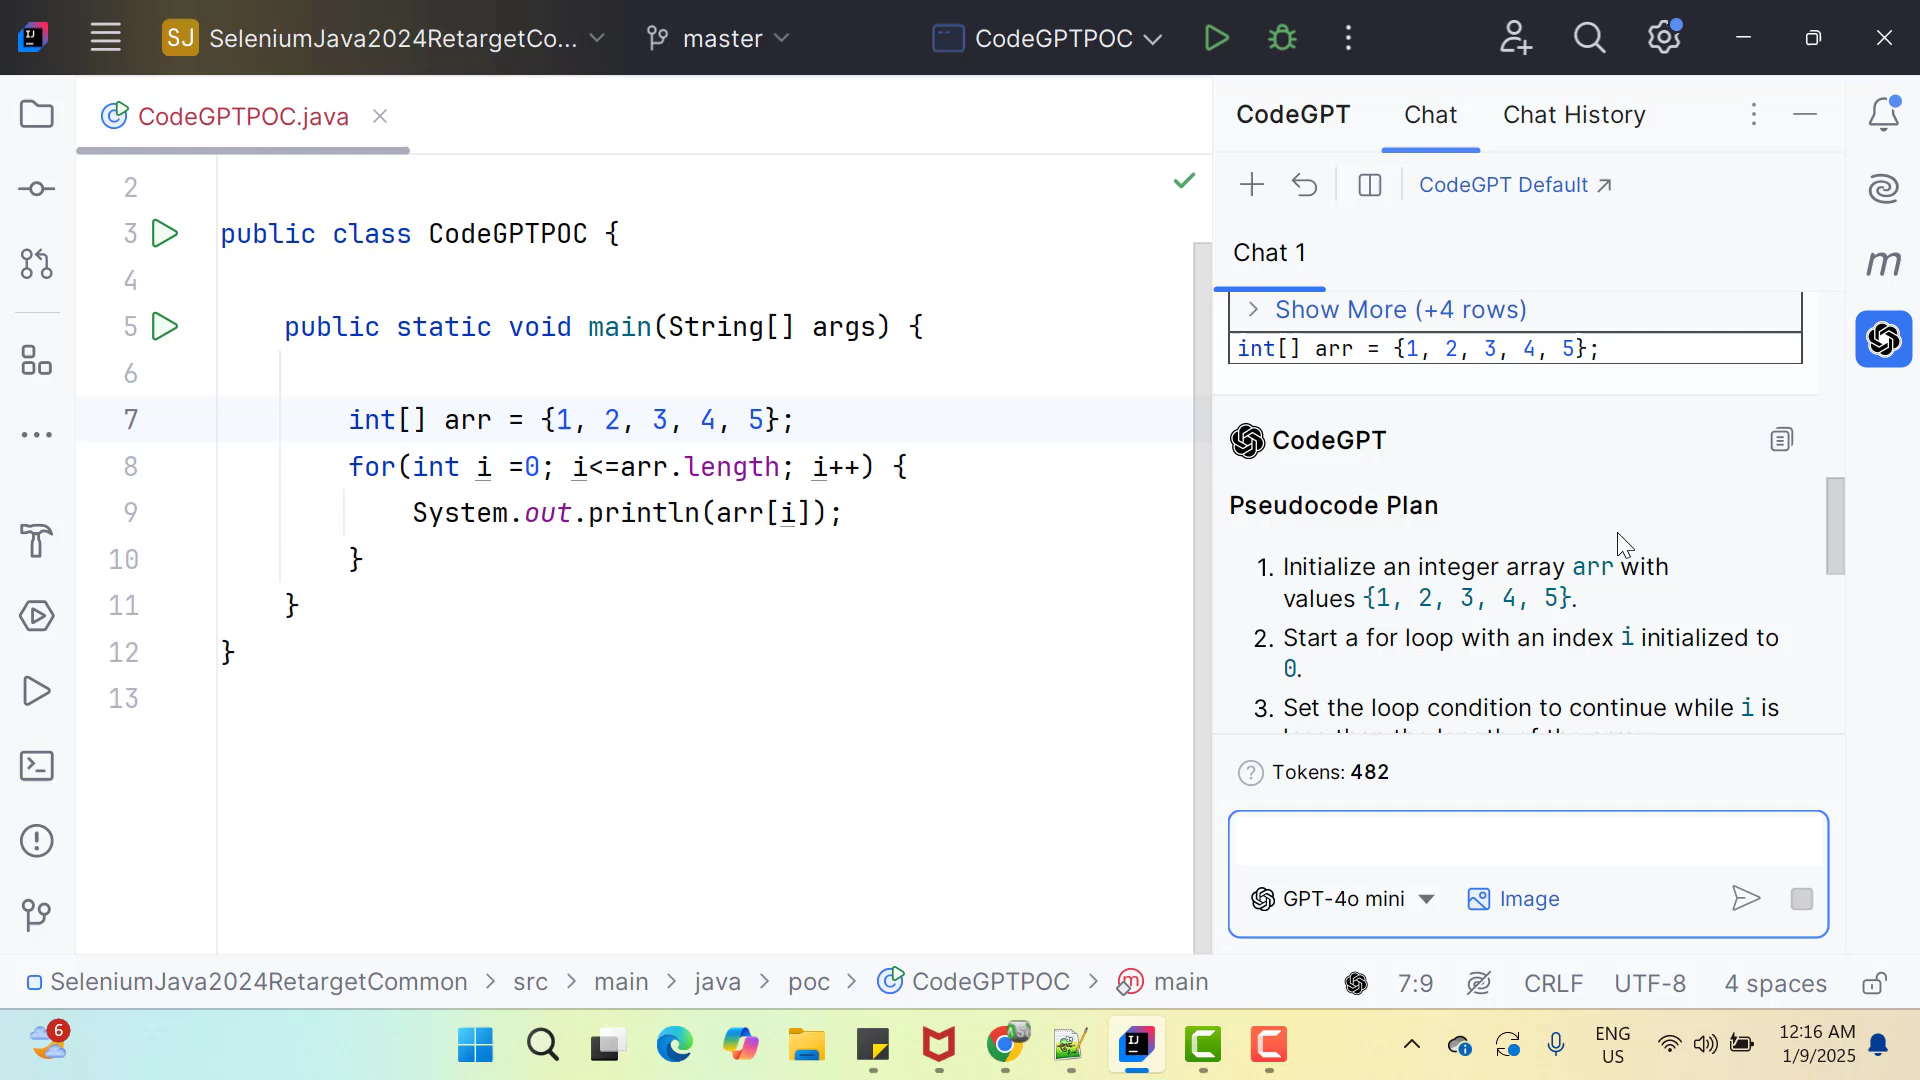 SJ SeleniumJava2024RetargetCo... master CodeGPTPOC
CodeGPTPOC.java
CodeGPT Chat Chat History
CodeGPT Default
Chat 1
2
3 public class CodeGPTPOC {
4
5 public static void main(String[] args) {
6
7 int[] arr = {1, 2, 3, 4, 5};
8 for(int i =0; i<=arr.length; i++) {
9 System.out.println(arr[i]);
10 }
11 }
12 }
13
Show More (+4 rows)
int[] arr = {1, 2, 3, 4, 5};
CodeGPT
Pseudocode Plan
1. Initialize an integer array arr with
values {1, 2, 3, 4, 5}.
2. Start a for loop with an index i initialized to
0.
3. Set the loop condition to continue while i is
Tokens: 482
GPT-4o mini Image
m
SeleniumJava2024RetargetCommon > src > main > java > poc > CodeGPTPOC > main
7:9 CRLF UTF-8 4 spaces
6
ENG
US
12:16 AM
1/9/2025